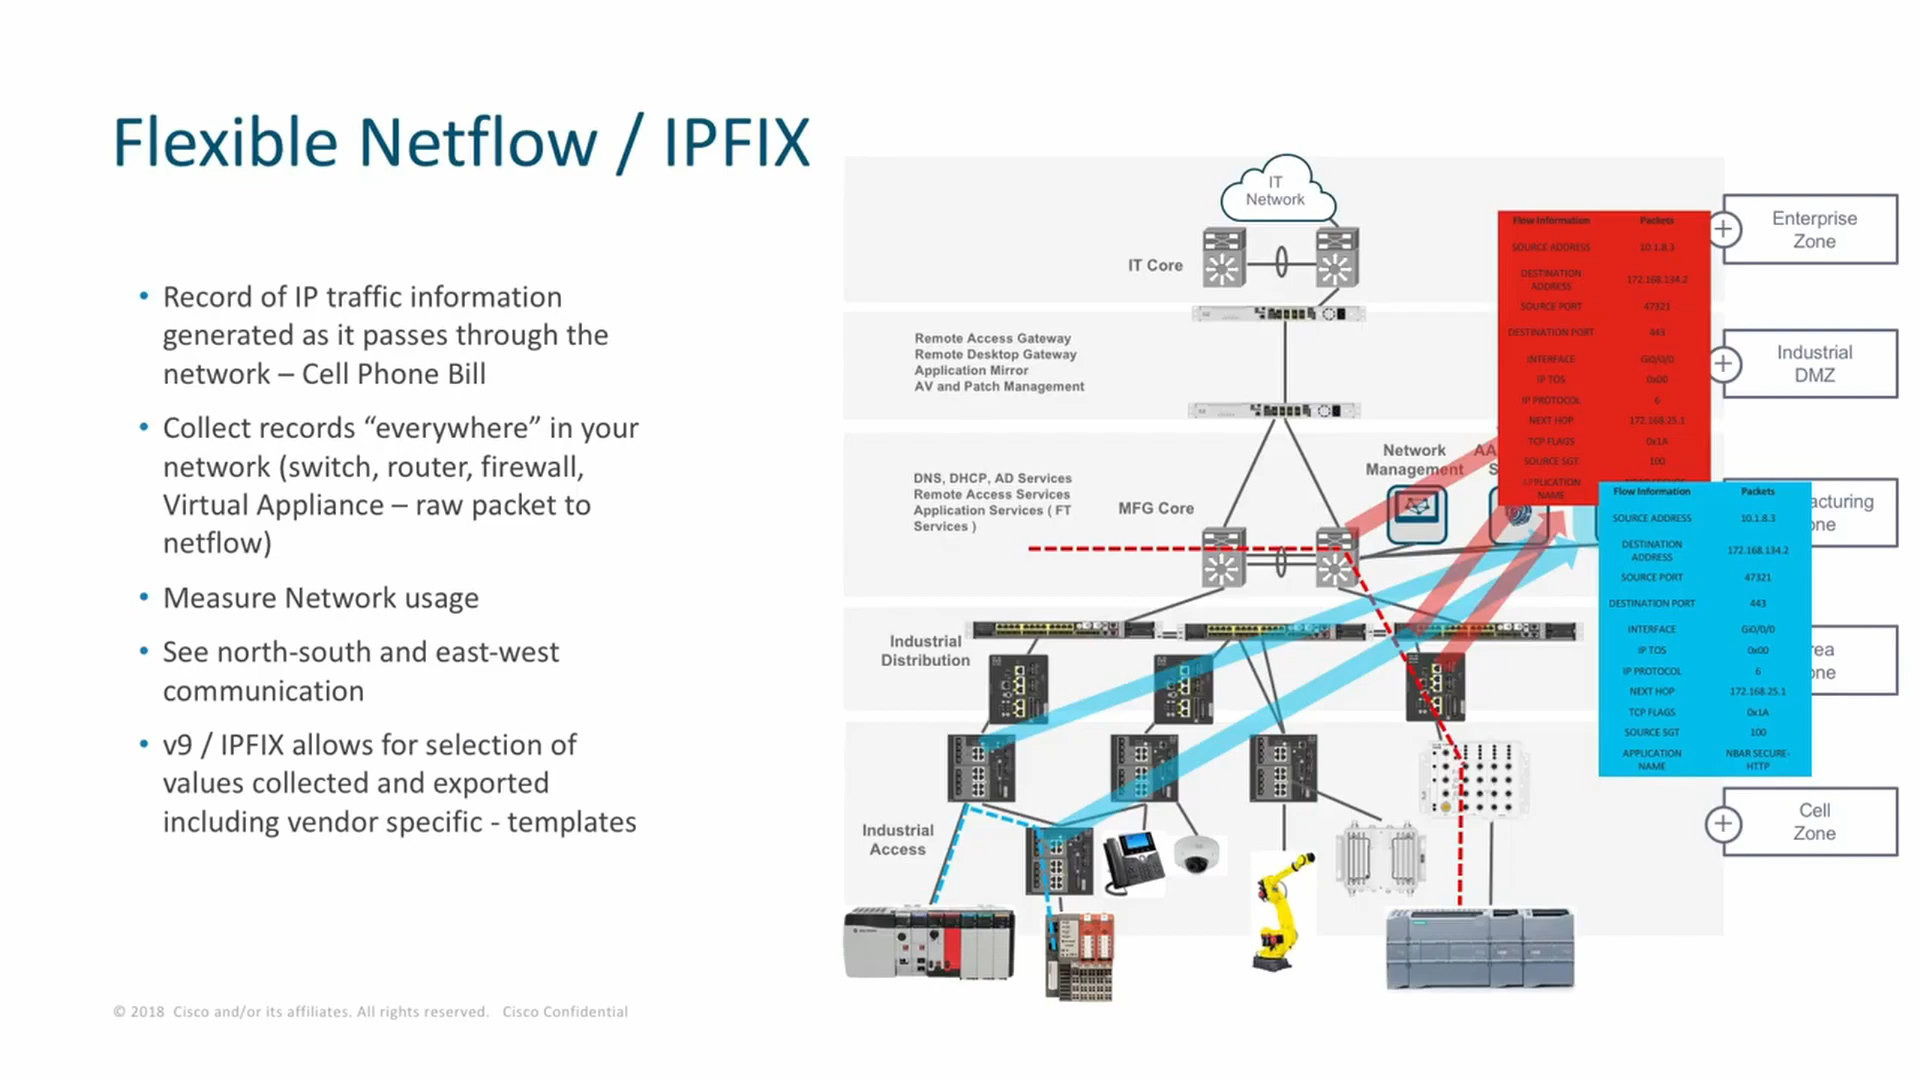 Flexible Netflow / IPFIX
• Record of IP traffic information
generated as it passes through the
network – Cell Phone Bill
• Collect records “everywhere” in your
network (switch, router, firewall,
Virtual Appliance – raw packet to
netflow)
• Measure Network usage
• See north-south and east-west
communication
• v9 / IPFIX allows for selection of
values collected and exported
including vendor specific - templates
© 2018 Cisco and/or its affiliates. All rights reserved. Cisco Confidential
IT
Network
IT Core
Remote Access Gateway
Remote Desktop Gateway
Application Mirror
AV and Patch Management
DNS, DHCP, AD Services
Remote Access Services
Application Services ( FT
Services )
MFG Core
Network
Management
AA
S
Industrial
Distribution
Industrial
Access
Flow Information Packets
SOURCE ADDRESS 10.1.8.3
DESTINATION
ADDRESS 172.168.134.2
SOURCE PORT 47321
DESTINATION PORT 443
INTERFACE Gi0/0/0
IP TOS 0x00
IP PROTOCOL 6
NEXT HOP 172.168.25.1
TCP FLAGS 0x1A
SOURCE SGT 100
APPLICATION
NAME
Flow Information Packets
SOURCE ADDRESS 10.1.8.3
DESTINATION
ADDRESS 172.168.134.2
SOURCE PORT 47321
DESTINATION PORT 443
INTERFACE Gi0/0/0
IP TOS 0x00
IP PROTOCOL 6
NEXT HOP 172.168.25.1
TCP FLAGS 0x1A
SOURCE SGT 100
APPLICATION NBAR SECURE-
NAME HTTP
Enterprise
Zone
Industrial
DMZ
acturing
one
rea
one
Cell
Zone